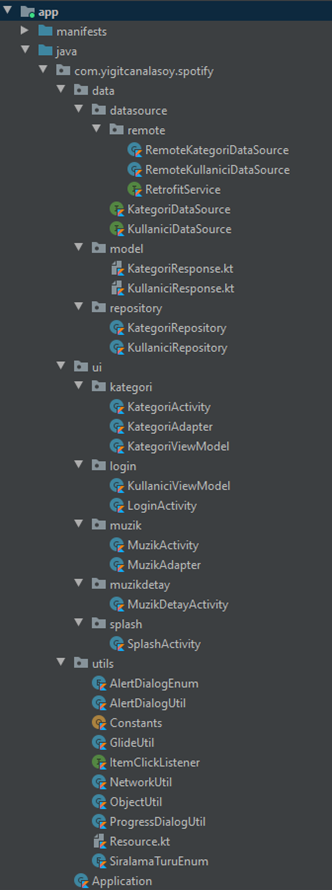 app
manifests
java
com.yigitcanalasoy.spotify
data
datasource
remote
RemoteKategoriDataSource
RemoteKullaniciDataSource
RetrofitService
KategoriDataSource
KullaniciDataSource
model
KategoriResponse.kt
KullaniciResponse.kt
repository
KategoriRepository
KullaniciRepository
ui
kategori
KategoriActivity
KategoriAdapter
KategoriViewModel
login
KullaniciViewModel
LoginActivity
muzik
MuzikActivity
MuzikAdapter
muzikdetay
MuzikDetayActivity
splash
SplashActivity
utils
AlertDialogEnum
AlertDialogUtil
Constants
GlideUtil
ItemClickListener
NetworkUtil
ObjectUtil
ProgressDialogUtil
Resource.kt
SiralamaTuruEnum
Application